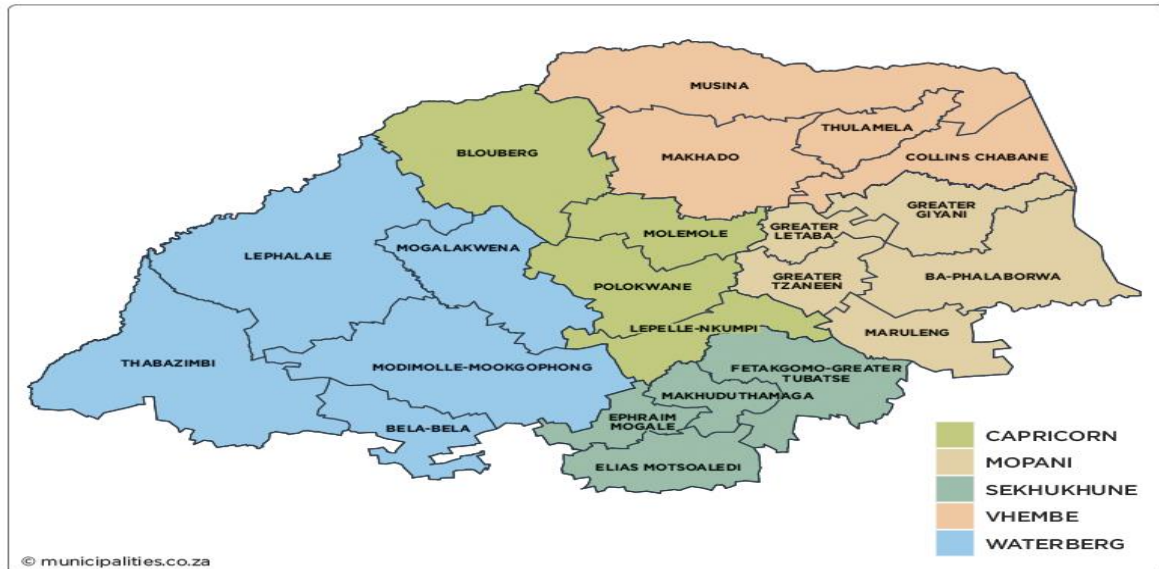 MUSINA
THULAMELA
BLOUBERG
MAKHADO
COLLINS CHABANE
GREATER
GIYANI
MOLEMOLE
GREATER
LETABA
MOGALAKWENA
LEPHALALE
POLOKWANE
GREATER
TZANEEN
BA-PHALABORWA
LEPELLE-NKUMPI
MARULENG
THABAZIMBI
MODIMOLLE-MOOKGOPHONG
FETAKGOMO-GREATER
TUBATSE
MAKHUDUTHAMAGA
EPHRAIM
MOGALE
BELA-BELA
ELIAS MOTSOALEDI
CAPRICORN
MOPANI
SEKHUKHUNE
VHEMBE
WATERBERG
© municipalities.co.za